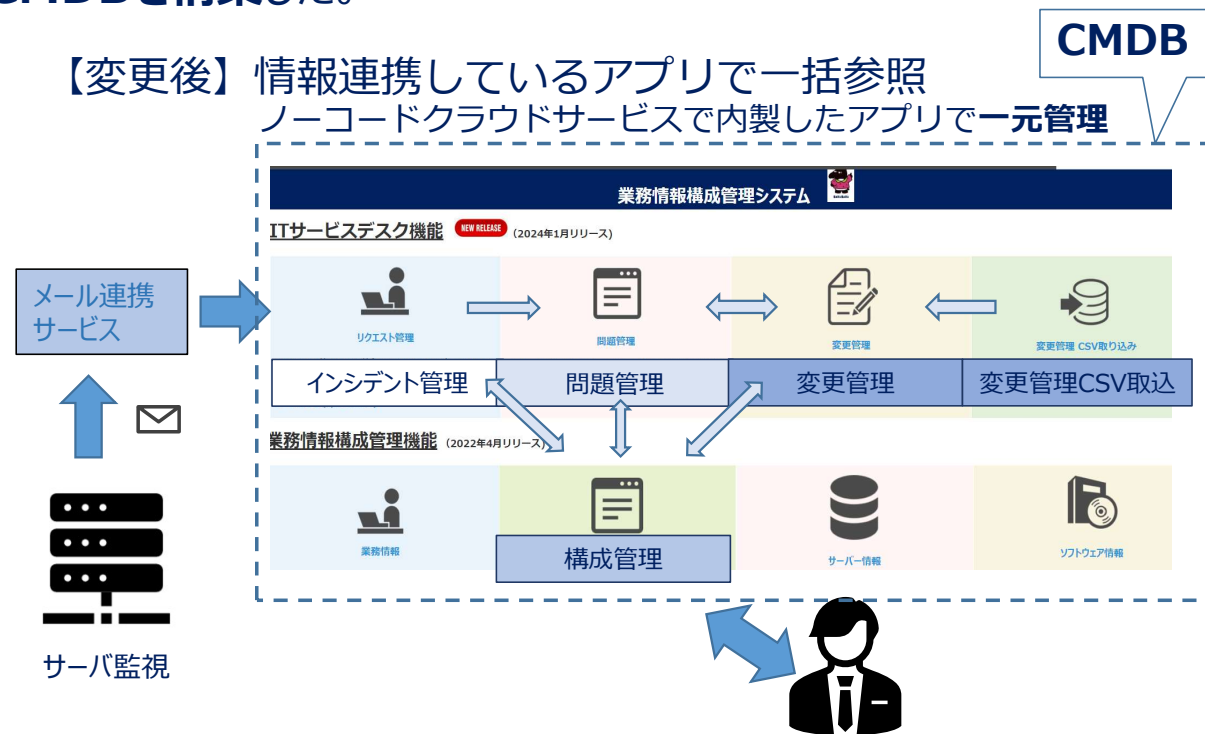 CMDBを構築した。
CMDB
【変更後】情報連携しているアプリで一括参照
ノーコードクラウドサービスで内製したアプリで一元管理
業務情報構成管理システム
ITサービスデスク機能 NEW RELEASE (2024年1月リリース)
メール連携
サービス
リクエスト管理 問題管理 変更管理 変更管理 CSV取り込み
インシデント管理 問題管理 変更管理 変更管理CSV取込
業務情報構成管理機能 (2022年4月リリース)
業務情報 構成管理 サーバー情報 ソフトウェア情報
サーバ監視